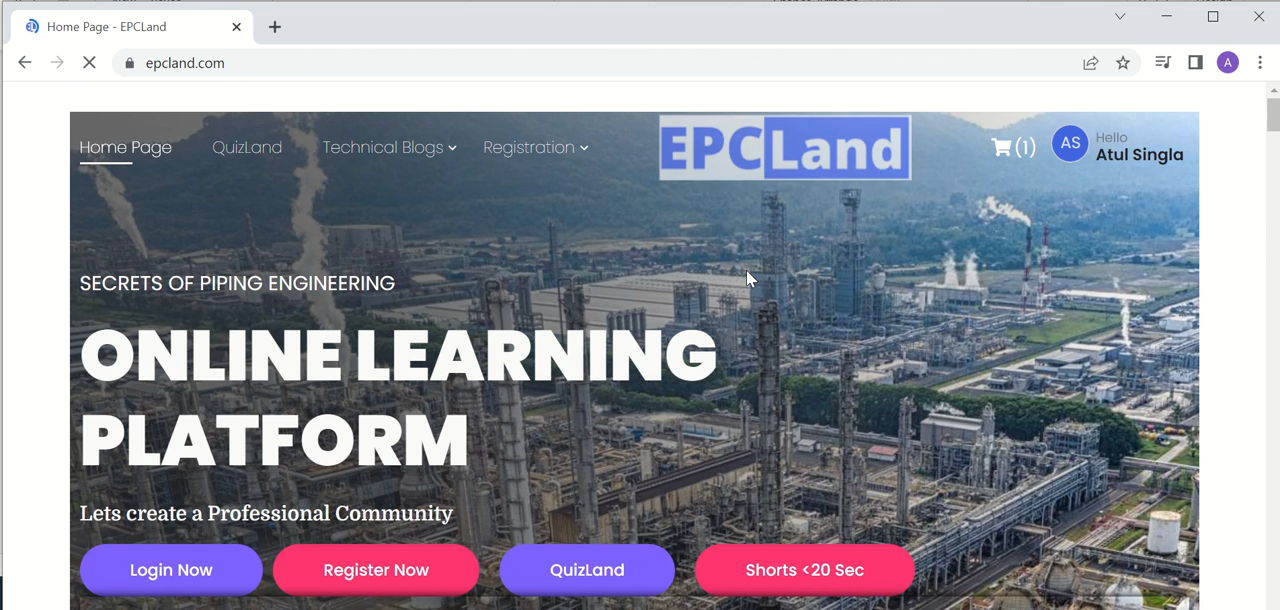 Home Page - EPCLand
epcland.com
A
Home Page QuizLand Technical Blogs Registration
EPCLand
(1)
AS
Hello
Atul Singla
SECRETS OF PIPING ENGINEERING
ONLINE LEARNING
PLATFORM
Lets create a Professional Community
Login Now Register Now QuizLand Shorts <20 Sec